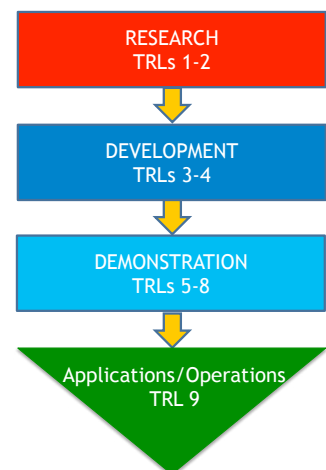 RESEARCH
TRLs 1-2
DEVELOPMENT
TRLs 3-4
DEMONSTRATION
TRLs 5-8
Applications/Operations
TRL 9